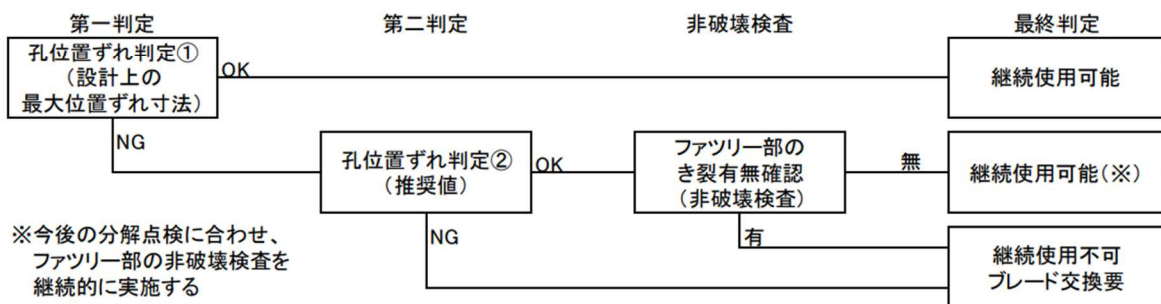 第一判定
第二判定
非破壊検査
最終判定
孔位置ずれ判定①
(設計上の
最大位置ずれ寸法)
OK
継続使用可能
NG
孔位置ずれ判定②
(推奨値)
OK
ファツリー部の
き裂有無確認
(非破壊検査)
無
継続使用可能(※)
NG
有
継続使用不可
ブレード交換要
※今後の分解点検に合わせ、
ファツリー部の非破壊検査を
継続的に実施する